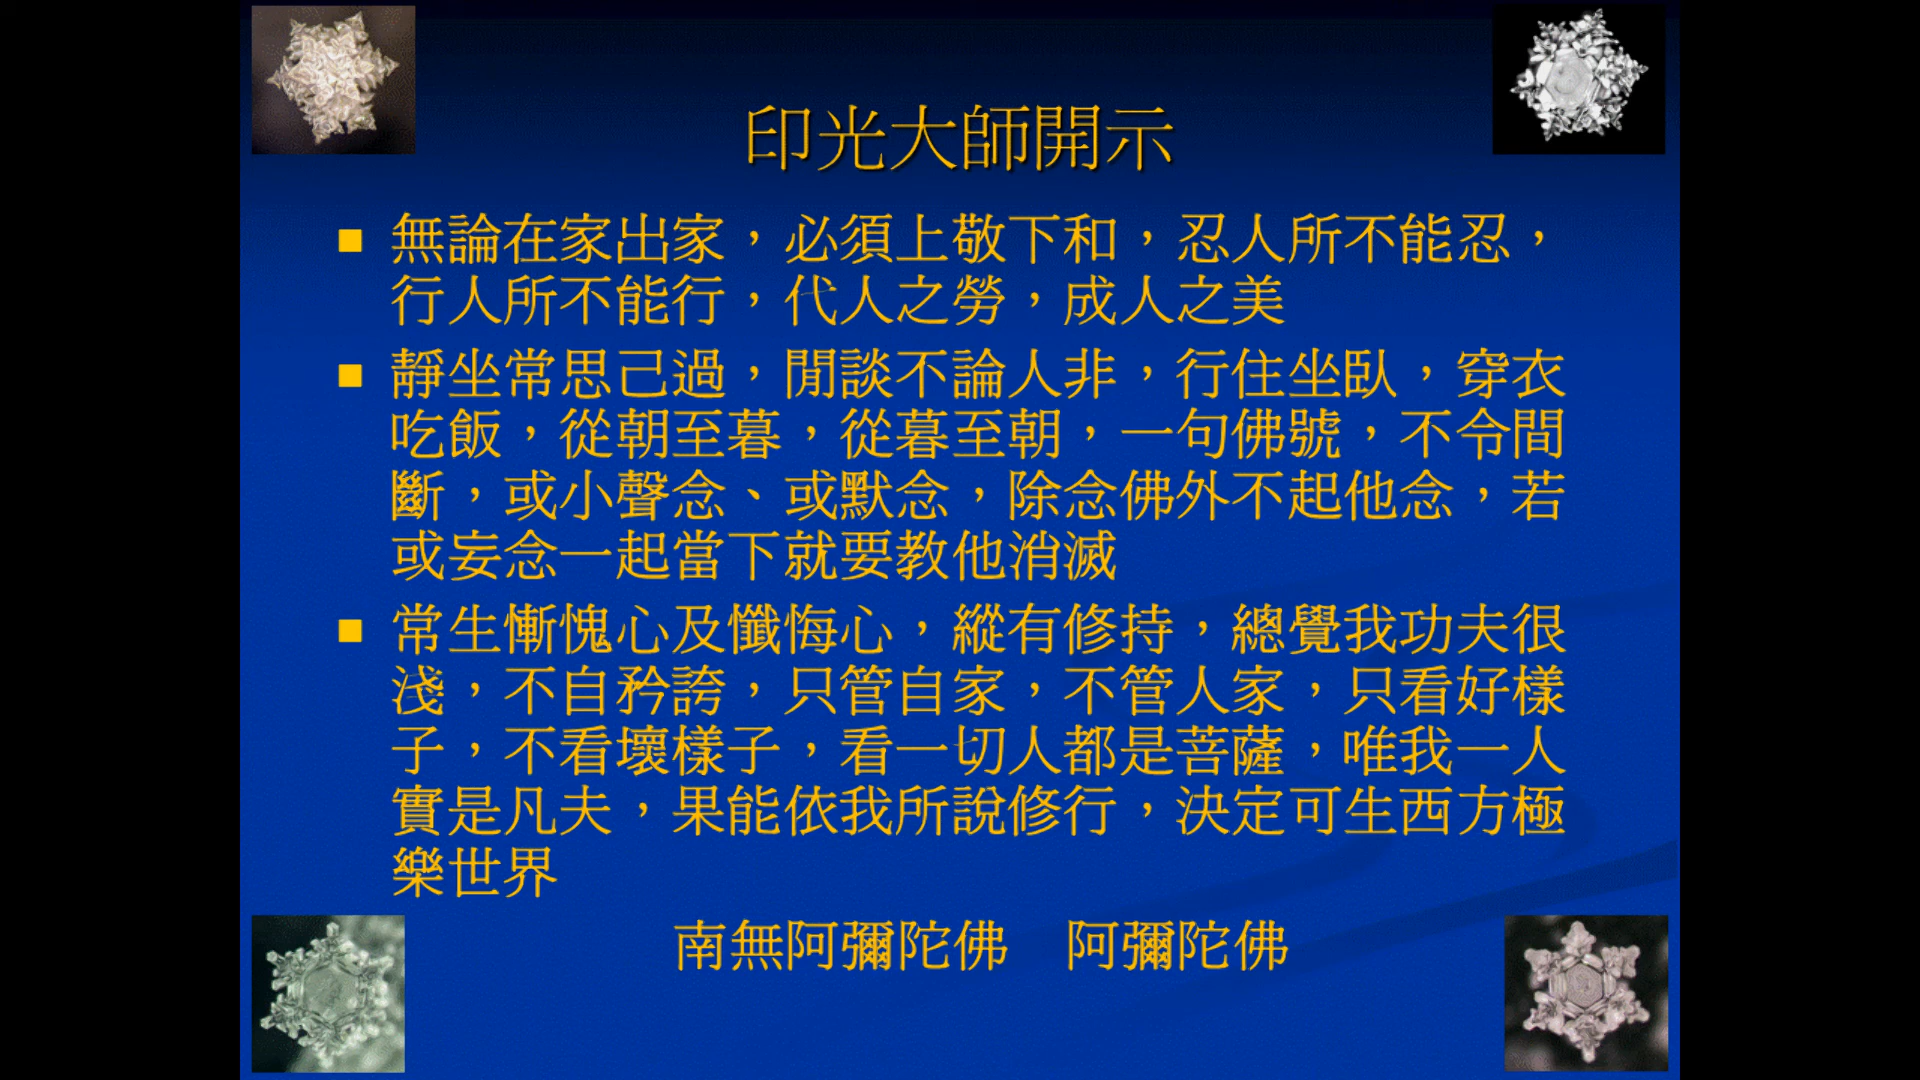 印光大師開示
■ 無論在家出家，必須上敬下和，忍人所不能忍，
行人所不能行，代人之勞，成人之美
■ 靜坐常思己過，閒談不論人非，行住坐臥，穿衣
吃飯，從朝至暮，從暮至朝，一句佛號，不令間
斷，或小聲念、或默念，除念佛外不起他念，若
或妄念一起當下就要教他消滅
■ 常生慚愧心及懺悔心，縱有修持，總覺我功夫很
淺，不自矜誇，只管自家，不管人家，只看好樣
子，不看壞樣子，看一切人都是菩薩，唯我一人
實是凡夫，果能依我所說修行，決定可生西方極
樂世界
南無阿彌陀佛　阿彌陀佛